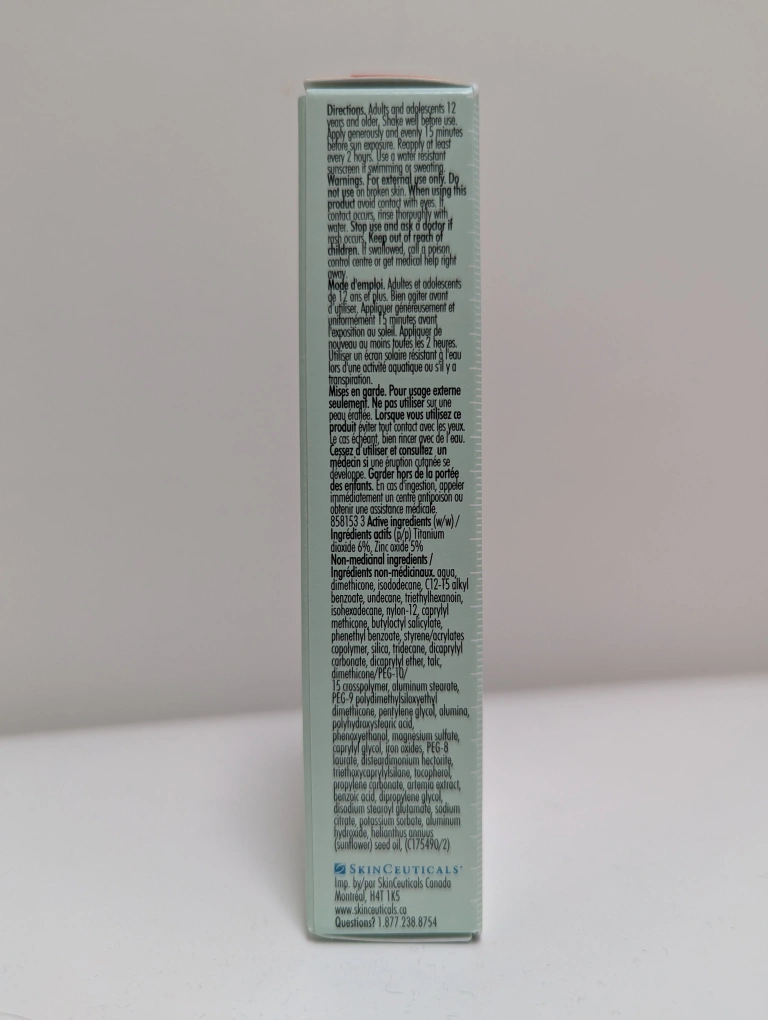 Directions. Adults and adolescents 12
years and older, Shake well before use.
Apply generously and evenly 15 minutes
before sun exposure. Reapply at least
every 2 hours. Use a water resistant
sunscreen if swimming or sweating.
Warnings. For external use only. Do
not use on broken skin. When using this
product avoid contact with eyes. If
contact occurs, rinse thoroughly with
water. Stop use and ask a doctor if
rash occurs. Keep out of reach of
children. If swallowed, call a poison
control centre or get medical help right
away.
Mode d'emploi. Adultes et adolescents
de 12 ans et plus. Bien agiter avant
d'utiliser. Appliquer généreusement et
uniformément 15 minutes avant
l'exposition au soleil. Appliquer de
nouveau au moins toutes les 2 heures.
Utiliser un écran solaire résistant à l'eau
lors d'une activité aquatique ou s'il y a
transpiration.
Mises en garde. Pour usage externe
seulement. Ne pas utiliser sur une
peau éraflée. Lorsque vous utilisez ce
produit éviter tout contact avec les yeux.
Le cas échéant, bien rincer avec de l'eau.
Cessez d'utiliser et consultez un
médecin si une éruption cutanée se
développe. Garder hors de la portée
des enfants. En cas d'ingestion, appeler
immédiatement un centre antipoison ou
obtenir une assistance médicale.
858153 3 Active ingredients (w/w) /
Ingrédients actifs (p/p) Titanium
dioxide 6%, Zinc oxide 5%
Non-medicinal ingredients /
Ingrédients non-médicinaux. aqua,
dimethicone, isododecane, C12-15 alkyl
benzoate, undecane, triethylhexanoin,
isohexadecane, nylon-12, caprylyl
methicone, butyloctyl salicylate,
phenethyl benzoate, styrene/acrylates
copolymer, silica, tridecane, dicaprylyl
carbonate, dicaprylyl ether, talc,
dimethicone/PEG-10/
15 crosspolymer, aluminum stearate,
PEG-9 polydimethylsiloxyethyl
dimethicone, pentylene glycol, alumina,
polyhydroxystearic acid,
phenoxyethanol, magnesium sulfate,
caprylyl glycol, iron oxides, PEG-8
laurate, disteardimonium hectorite,
triethoxycaprylylsilane, tocopherol,
propylene carbonate, artemia extract,
benzoic acid, dipropylene glycol,
disodium stearoyl glutamate, sodium
citrate, potassium sorbate, aluminum
hydroxide, helianthus annuus
(sunflower) seed oil, (C175490/2)
SKINCEUTICALS
Imp. by/par SkinCeuticals Canada
Montréal, H4T 1K5
www.skinceuticals.ca
Questions? 1.877.238.8754